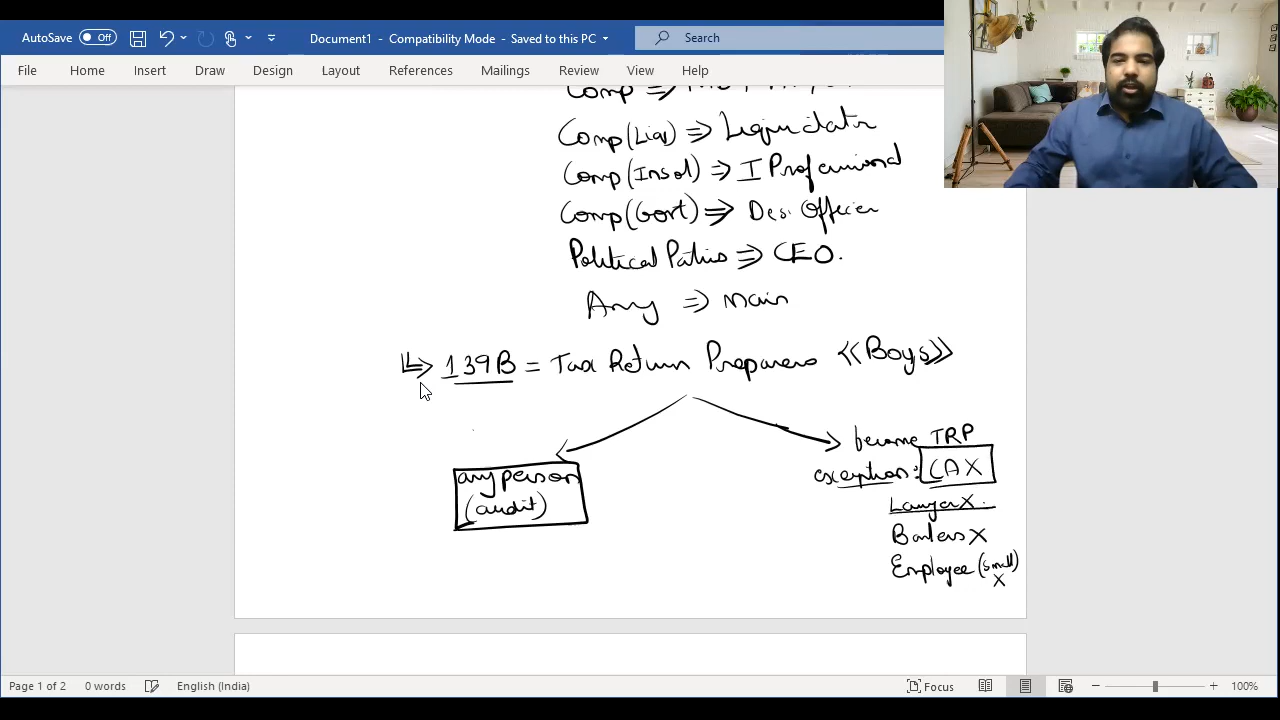 AutoSave Off Document1 - Compatibility Mode - Saved to this PC Search
File Home Insert Draw Design Layout References Mailings Review View Help
Comp ⇒
Comp (Liq) ⇒ Liquidator
Comp (Insol) ⇒ I Professional
Comp (Govt) ⇒ Des. Officer
Political Parties ⇒ CEO.
Any ⇒ Main
139B = Tax Return Preparers «Boys»
become TRP
any person
(audit)
exception: CA X
Lawyer X.
Bankers X
Employee (small)
X
Page 1 of 2 0 words English (India) Focus 100%